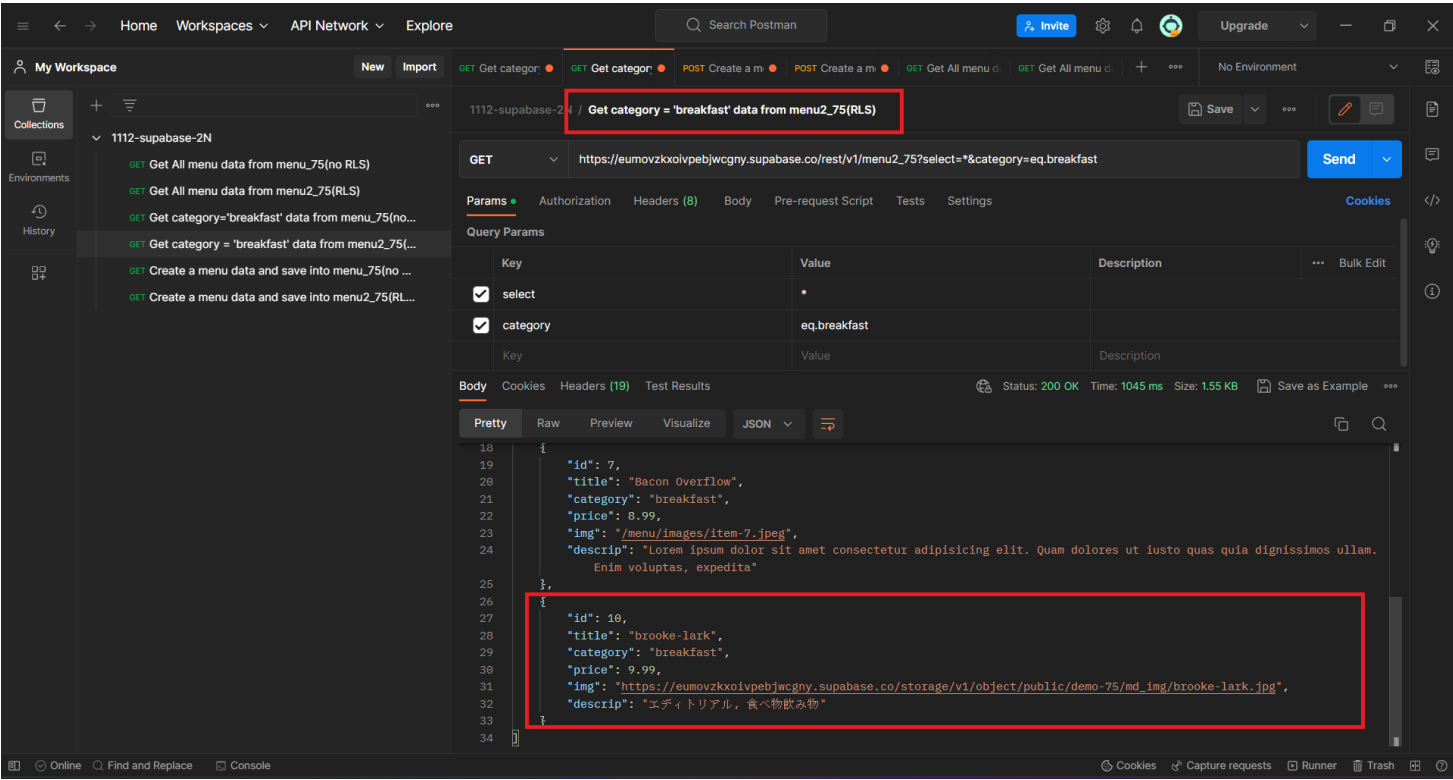 Home Workspaces API Network Explore Search Postman Invite Upgrade
My Workspace New Import
GET Get categor: GET Get category: POST Create a m POST Create a m GET Get All menu d GET Get All menu d No Environment
Collections
Environments
History
1112-supabase-2N
GET Get All menu data from menu_75(no RLS)
GET Get All menu data from menu2_75(RLS)
GET Get category='breakfast' data from menu_75(no...
GET Get category = 'breakfast' data from menu2_75(...
GET Create a menu data and save into menu_75(no ...
GET Create a menu data and save into menu2_75(RL...
1112-supabase-2N / Get category = 'breakfast' data from menu2_75(RLS) Save
GET https://eumovzkxoivpebjwcgny.supabase.co/rest/v1/menu2_75?select=*&category=eq.breakfast Send
Params Authorization Headers (8) Body Pre-request Script Tests Settings Cookies
Query Params
Key Value Description Bulk Edit
select *
category eq.breakfast
Key Value Description
Body Cookies Headers (19) Test Results Status: 200 OK Time: 1045 ms Size: 1.55 KB Save as Example
Pretty Raw Preview Visualize JSON
18 {
19 "id": 7,
20 "title": "Bacon Overflow",
21 "category": "breakfast",
22 "price": 8.99,
23 "img": "/menu/images/item-7.jpeg",
24 "descrip": "Lorem ipsum dolor sit amet consectetur adipisicing elit. Quam dolores ut iusto quas quia dignissimos ullam.
Enim voluptas, expedita"
25 },
26 {
27 "id": 10,
28 "title": "brooke-lark",
29 "category": "breakfast",
30 "price": 9.99,
31 "img": "https://eumovzkxoivpebjwcgny.supabase.co/storage/v1/object/public/demo-75/md_img/brooke-lark.jpg",
32 "descrip": "エディトリアル, 食べ物飲み物"
33 }
34 ]
Online Find and Replace Console Cookies Capture requests Runner Trash